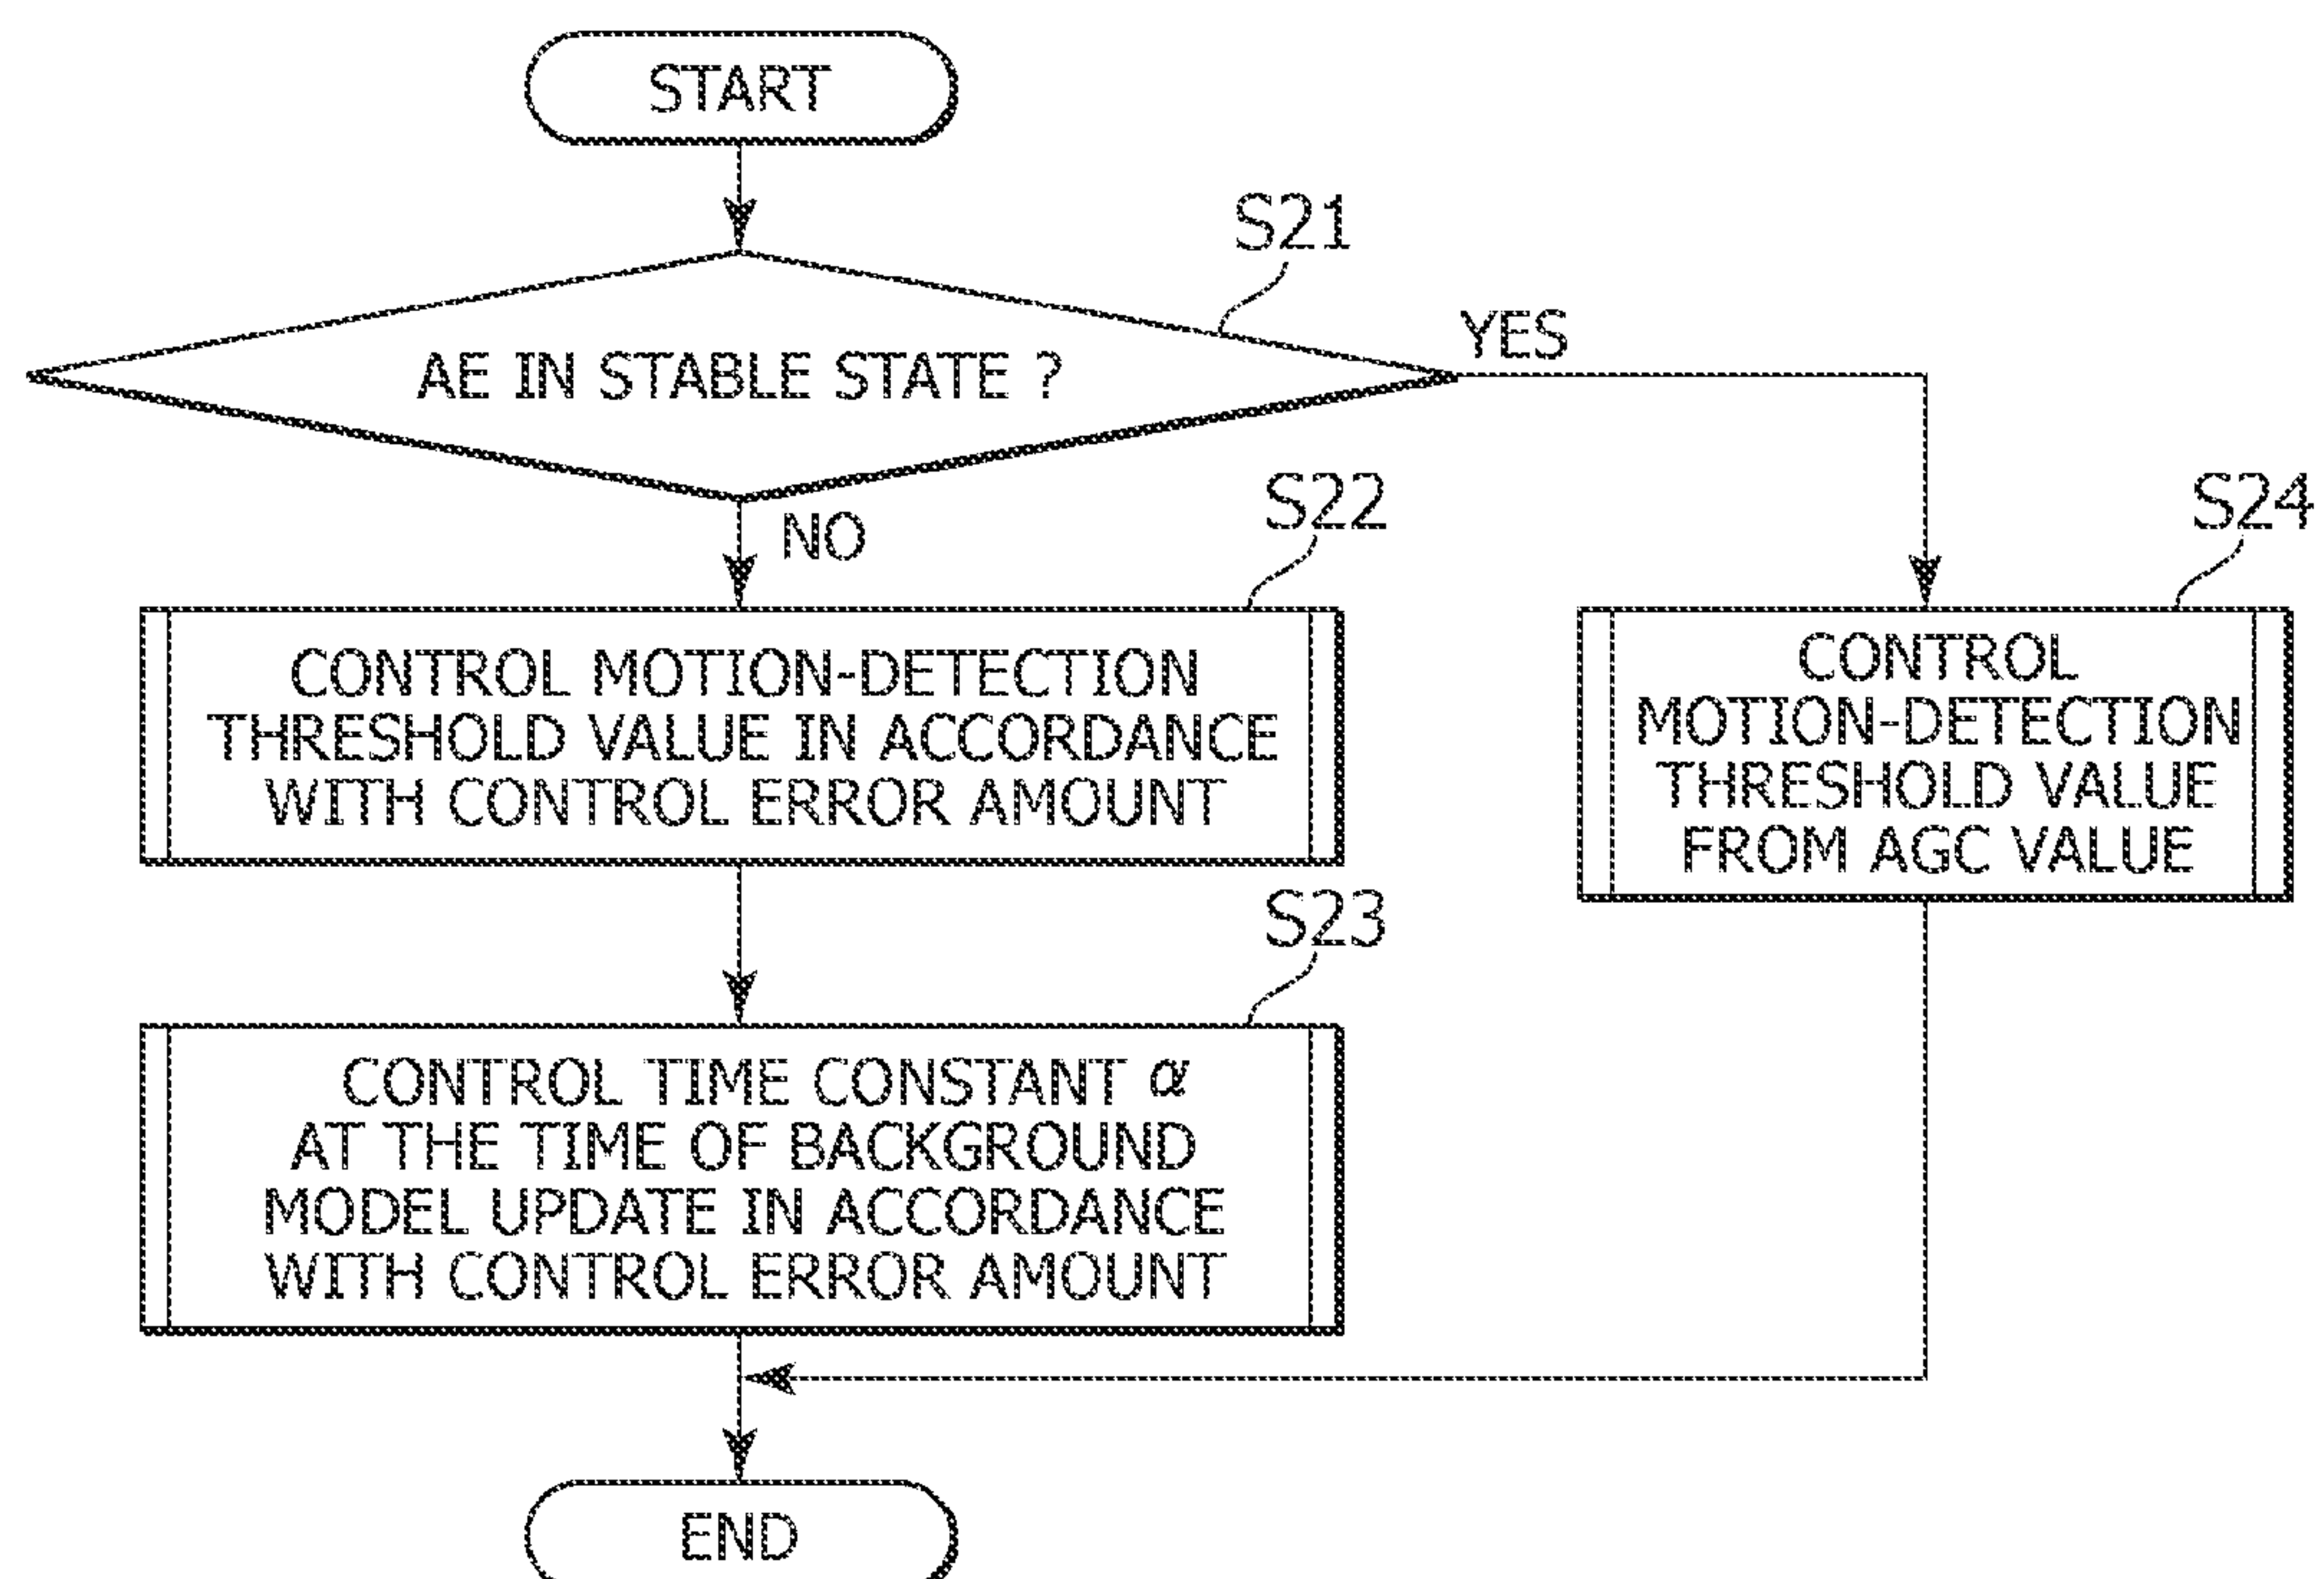 START
S21
AE IN STABLE STATE ?
YES
NO
S22
CONTROL MOTION-DETECTION
THRESHOLD VALUE IN ACCORDANCE
WITH CONTROL ERROR AMOUNT
S24
CONTROL
MOTION-DETECTION
THRESHOLD VALUE
FROM AGC VALUE
S23
CONTROL TIME CONSTANT α
AT THE TIME OF BACKGROUND
MODEL UPDATE IN ACCORDANCE
WITH CONTROL ERROR AMOUNT
END